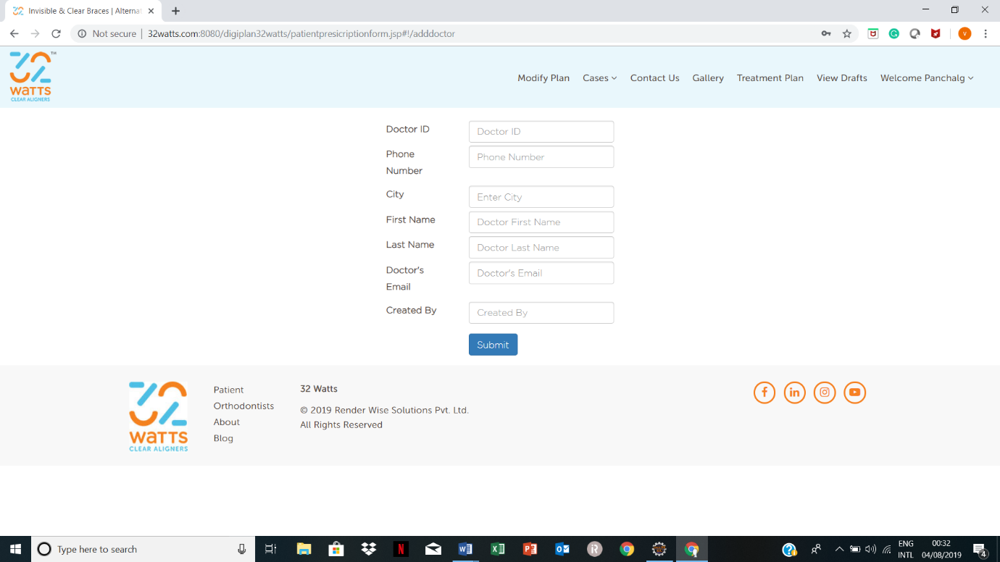 Invisible & Clear Braces | Alternat
Not secure | 32watts.com:8080/digiplan32watts/patientpresicriptionform.jsp#!/adddoctor
V
32 TM
WaTTS
CLEAR ALIGNERS
Modify Plan Cases Contact Us Gallery Treatment Plan View Drafts Welcome Panchalg
Doctor ID Doctor ID
Phone Number Phone Number
City Enter City
First Name Doctor First Name
Last Name Doctor Last Name
Doctor's Email Doctor's Email
Created By Created By
Submit
32
WaTTS
CLEAR ALIGNERS
Patient
Orthodontists
About
Blog
32 Watts
© 2019 Render Wise Solutions Pvt. Ltd.
All Rights Reserved
f in
Type here to search
N W X P O R
ENG
INTL
00:32
04/08/2019
4